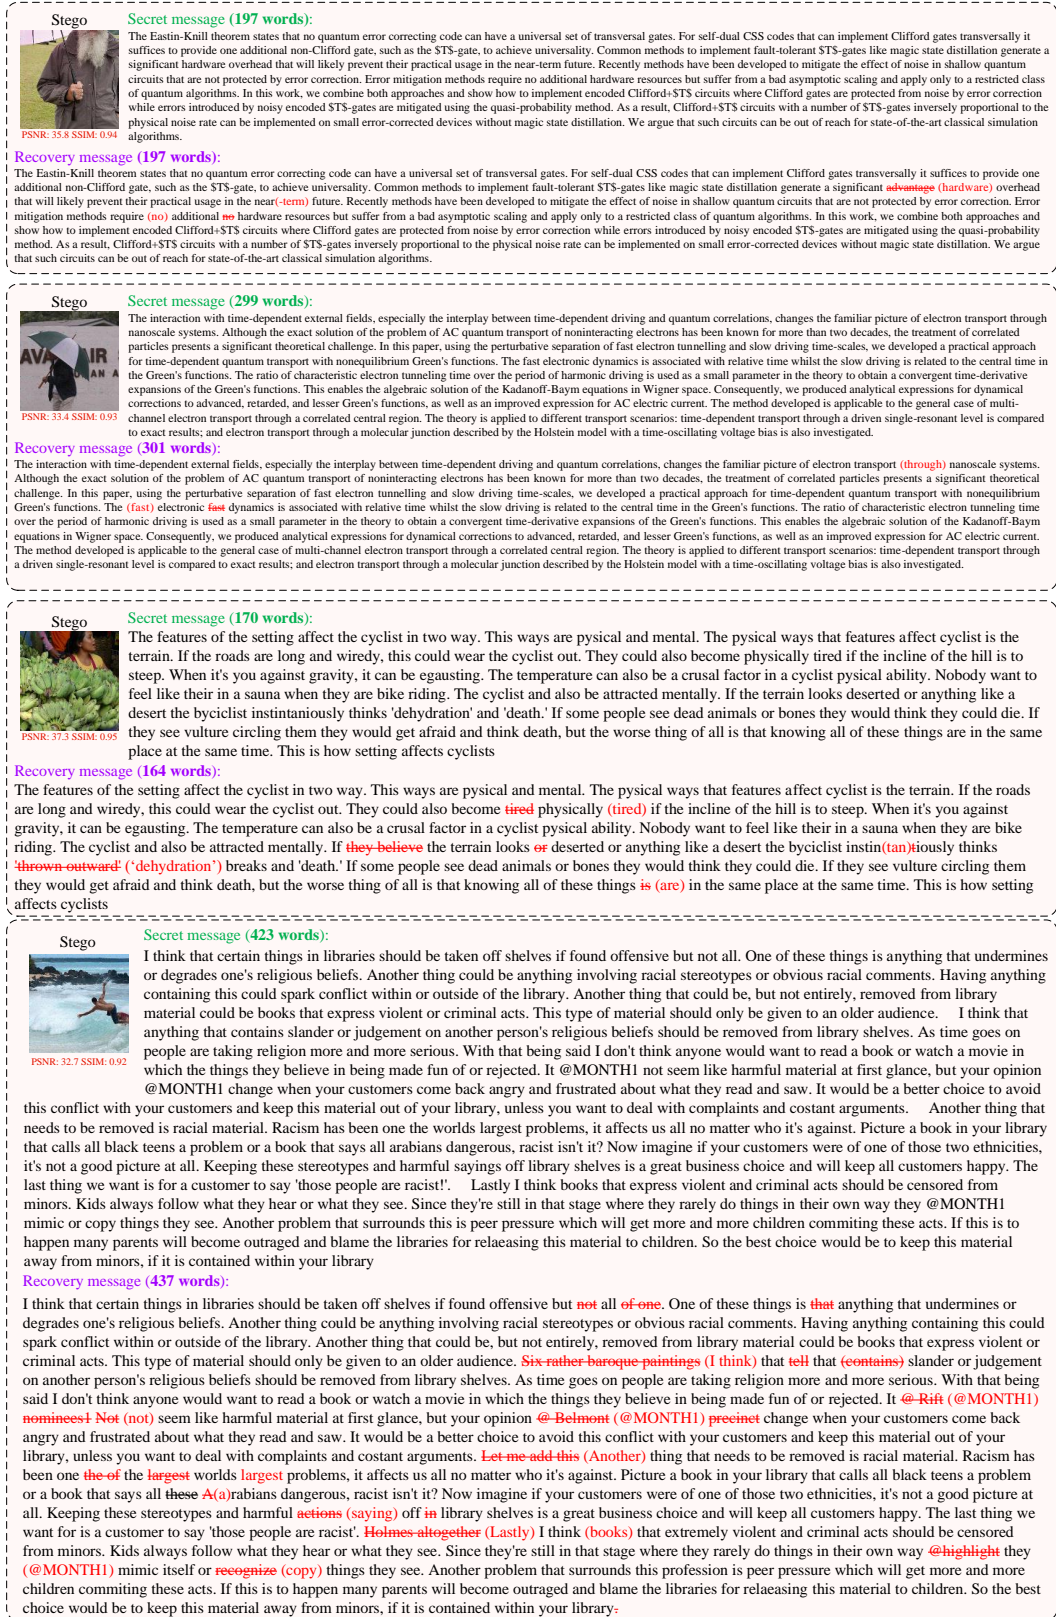 Stego
Secret message (197 words):
The Eastin-Knill theorem states that no quantum error correcting code can have a universal set of transversal gates. For self-dual CSS codes that can implement Clifford gates transversally it
suffices to provide one additional non-Clifford gate, such as the $T$-gate, to achieve universality. Common methods to implement fault-tolerant $T$-gates like magic state distillation generate a
significant hardware overhead that will likely prevent their practical usage in the near-term future. Recently methods have been developed to mitigate the effect of noise in shallow quantum
circuits that are not protected by error correction. Error mitigation methods require no additional hardware resources but suffer from a bad asymptotic scaling and apply only to a restricted class
of quantum algorithms. In this work, we combine both approaches and show how to implement encoded Clifford+$T$ circuits where Clifford gates are protected from noise by error correction
while errors introduced by noisy encoded $T$-gates are mitigated using the quasi-probability method. As a result, Clifford+$T$ circuits with a number of $T$-gates inversely proportional to the
physical noise rate can be implemented on small error-corrected devices without magic state distillation. We argue that such circuits can be out of reach for state-of-the-art classical simulation
algorithms.
PSNR: 35.8 SSIM: 0.94
Recovery message (197 words):
The Eastin-Knill theorem states that no quantum error correcting code can have a universal set of transversal gates. For self-dual CSS codes that can implement Clifford gates transversally it suffices to provide one
additional non-Clifford gate, such as the $T$-gate, to achieve universality. Common methods to implement fault-tolerant $T$-gates like magic state distillation generate a significant advantage (hardware) overhead
that will likely prevent their practical usage in the near(-term) future. Recently methods have been developed to mitigate the effect of noise in shallow quantum circuits that are not protected by error correction. Error
mitigation methods require (no) additional no hardware resources but suffer from a bad asymptotic scaling and apply only to a restricted class of quantum algorithms. In this work, we combine both approaches and
show how to implement encoded Clifford+$T$ circuits where Clifford gates are protected from noise by error correction while errors introduced by noisy encoded $T$-gates are mitigated using the quasi-probability
method. As a result, Clifford+$T$ circuits with a number of $T$-gates inversely proportional to the physical noise rate can be implemented on small error-corrected devices without magic state distillation. We argue
that such circuits can be out of reach for state-of-the-art classical simulation algorithms.
Stego
Secret message (299 words):
The interaction with time-dependent external fields, especially the interplay between time-dependent driving and quantum correlations, changes the familiar picture of electron transport through
nanoscale systems. Although the exact solution of the problem of AC quantum transport of noninteracting electrons has been known for more than two decades, the treatment of correlated
particles presents a significant theoretical challenge. In this paper, using the perturbative separation of fast electron tunnelling and slow driving time-scales, we developed a practical approach
for time-dependent quantum transport with nonequilibrium Green's functions. The fast electronic dynamics is associated with relative time whilst the slow driving is related to the central time in
the Green's functions. The ratio of characteristic electron tunneling time over the period of harmonic driving is used as a small parameter in the theory to obtain a convergent time-derivative
expansions of the Green's functions. This enables the algebraic solution of the Kadanoff-Baym equations in Wigner space. Consequently, we produced analytical expressions for dynamical
corrections to advanced, retarded, and lesser Green's functions, as well as an improved expression for AC electric current. The method developed is applicable to the general case of multi-
channel electron transport through a correlated central region. The theory is applied to different transport scenarios: time-dependent transport through a driven single-resonant level is compared
to exact results; and electron transport through a molecular junction described by the Holstein model with a time-oscillating voltage bias is also investigated.
AVA AIR
AN A
PSNR: 33.4 SSIM: 0.93
Recovery message (301 words):
The interaction with time-dependent external fields, especially the interplay between time-dependent driving and quantum correlations, changes the familiar picture of electron transport (through) nanoscale systems.
Although the exact solution of the problem of AC quantum transport of noninteracting electrons has been known for more than two decades, the treatment of correlated particles presents a significant theoretical
challenge. In this paper, using the perturbative separation of fast electron tunnelling and slow driving time-scales, we developed a practical approach for time-dependent quantum transport with nonequilibrium
Green's functions. The (fast) electronic fast dynamics is associated with relative time whilst the slow driving is related to the central time in the Green's functions. The ratio of characteristic electron tunneling time
over the period of harmonic driving is used as a small parameter in the theory to obtain a convergent time-derivative expansions of the Green's functions. This enables the algebraic solution of the Kadanoff-Baym
equations in Wigner space. Consequently, we produced analytical expressions for dynamical corrections to advanced, retarded, and lesser Green's functions, as well as an improved expression for AC electric current.
The method developed is applicable to the general case of multi-channel electron transport through a correlated central region. The theory is applied to different transport scenarios: time-dependent transport through
a driven single-resonant level is compared to exact results; and electron transport through a molecular junction described by the Holstein model with a time-oscillating voltage bias is also investigated.
Stego
Secret message (170 words):
The features of the setting affect the cyclist in two way. This ways are pysical and mental. The pysical ways that features affect cyclist is the
terrain. If the roads are long and wiredy, this could wear the cyclist out. They could also become physically tired if the incline of the hill is to
steep. When it's you against gravity, it can be egausting. The temperature can also be a crusal factor in a cyclist pysical ability. Nobody want to
feel like their in a sauna when they are bike riding. The cyclist and also be attracted mentally. If the terrain looks deserted or anything like a
desert the byciclist instintaniously thinks 'dehydration' and 'death.' If some people see dead animals or bones they would think they could die. If
they see vulture circling them they would get afraid and think death, but the worse thing of all is that knowing all of these things are in the same
place at the same time. This is how setting affects cyclists
PSNR: 37.3 SSIM: 0.95
Recovery message (164 words):
The features of the setting affect the cyclist in two way. This ways are pysical and mental. The pysical ways that features affect cyclist is the terrain. If the roads
are long and wiredy, this could wear the cyclist out. They could also become tired physically (tired) if the incline of the hill is to steep. When it's you against
gravity, it can be egausting. The temperature can also be a crusal factor in a cyclist pysical ability. Nobody want to feel like their in a sauna when they are bike
riding. The cyclist and also be attracted mentally. If they believe the terrain looks or deserted or anything like a desert the byciclist instin(tan)tiously thinks
'thrown outward' (‘dehydration’) breaks and 'death.' If some people see dead animals or bones they would think they could die. If they see vulture circling them
they would get afraid and think death, but the worse thing of all is that knowing all of these things is (are) in the same place at the same time. This is how setting
affects cyclists
Stego
Secret message (423 words):
I think that certain things in libraries should be taken off shelves if found offensive but not all. One of these things is anything that undermines
or degrades one's religious beliefs. Another thing could be anything involving racial stereotypes or obvious racial comments. Having anything
containing this could spark conflict within or outside of the library. Another thing that could be, but not entirely, removed from library
material could be books that express violent or criminal acts. This type of material should only be given to an older audience. I think that
anything that contains slander or judgement on another person's religious beliefs should be removed from library shelves. As time goes on
people are taking religion more and more serious. With that being said I don't think anyone would want to read a book or watch a movie in
which the things they believe in being made fun of or rejected. It @MONTH1 not seem like harmful material at first glance, but your opinion
@MONTH1 change when your customers come back angry and frustrated about what they read and saw. It would be a better choice to avoid
this conflict with your customers and keep this material out of your library, unless you want to deal with complaints and costant arguments. Another thing that
needs to be removed is racial material. Racism has been one the worlds largest problems, it affects us all no matter who it's against. Picture a book in your library
that calls all black teens a problem or a book that says all arabians dangerous, racist isn't it? Now imagine if your customers were of one of those two ethnicities,
it's not a good picture at all. Keeping these stereotypes and harmful sayings off library shelves is a great business choice and will keep all customers happy. The
last thing we want is for a customer to say 'those people are racist!'. Lastly I think books that express violent and criminal acts should be censored from
minors. Kids always follow what they hear or what they see. Since they're still in that stage where they rarely do things in their own way they @MONTH1
mimic or copy things they see. Another problem that surrounds this is peer pressure which will get more and more children commiting these acts. If this is to
happen many parents will become outraged and blame the libraries for relaeasing this material to children. So the best choice would be to keep this material
away from minors, if it is contained within your library
PSNR: 32.7 SSIM: 0.92
Recovery message (437 words):
I think that certain things in libraries should be taken off shelves if found offensive but not all of one. One of these things is that anything that undermines or
degrades one's religious beliefs. Another thing could be anything involving racial stereotypes or obvious racial comments. Having anything containing this could
spark conflict within or outside of the library. Another thing that could be, but not entirely, removed from library material could be books that express violent or
criminal acts. This type of material should only be given to an older audience. Six rather baroque paintings (I think) that tell that (contains) slander or judgement
on another person's religious beliefs should be removed from library shelves. As time goes on people are taking religion more and more serious. With that being
said I don't think anyone would want to read a book or watch a movie in which the things they believe in being made fun of or rejected. It @ Rift (@MONTH1)
nominees1 Not (not) seem like harmful material at first glance, but your opinion @ Belmont (@MONTH1) precinct change when your customers come back
angry and frustrated about what they read and saw. It would be a better choice to avoid this conflict with your customers and keep this material out of your
library, unless you want to deal with complaints and costant arguments. Let me add this (Another) thing that needs to be removed is racial material. Racism has
been one the of the largest worlds largest problems, it affects us all no matter who it's against. Picture a book in your library that calls all black teens a problem
or a book that says all these A(a)rabians dangerous, racist isn't it? Now imagine if your customers were of one of those two ethnicities, it's not a good picture at
all. Keeping these stereotypes and harmful actions (saying) off in library shelves is a great business choice and will keep all customers happy. The last thing we
want for is a customer to say 'those people are racist'. Holmes altogether (Lastly) I think (books) that extremely violent and criminal acts should be censored
from minors. Kids always follow what they hear or what they see. Since they're still in that stage where they rarely do things in their own way @highlight they
(@MONTH1) mimic itself or recognize (copy) things they see. Another problem that surrounds this profession is peer pressure which will get more and more
children commiting these acts. If this is to happen many parents will become outraged and blame the libraries for relaeasing this material to children. So the best
choice would be to keep this material away from minors, if it is contained within your library.